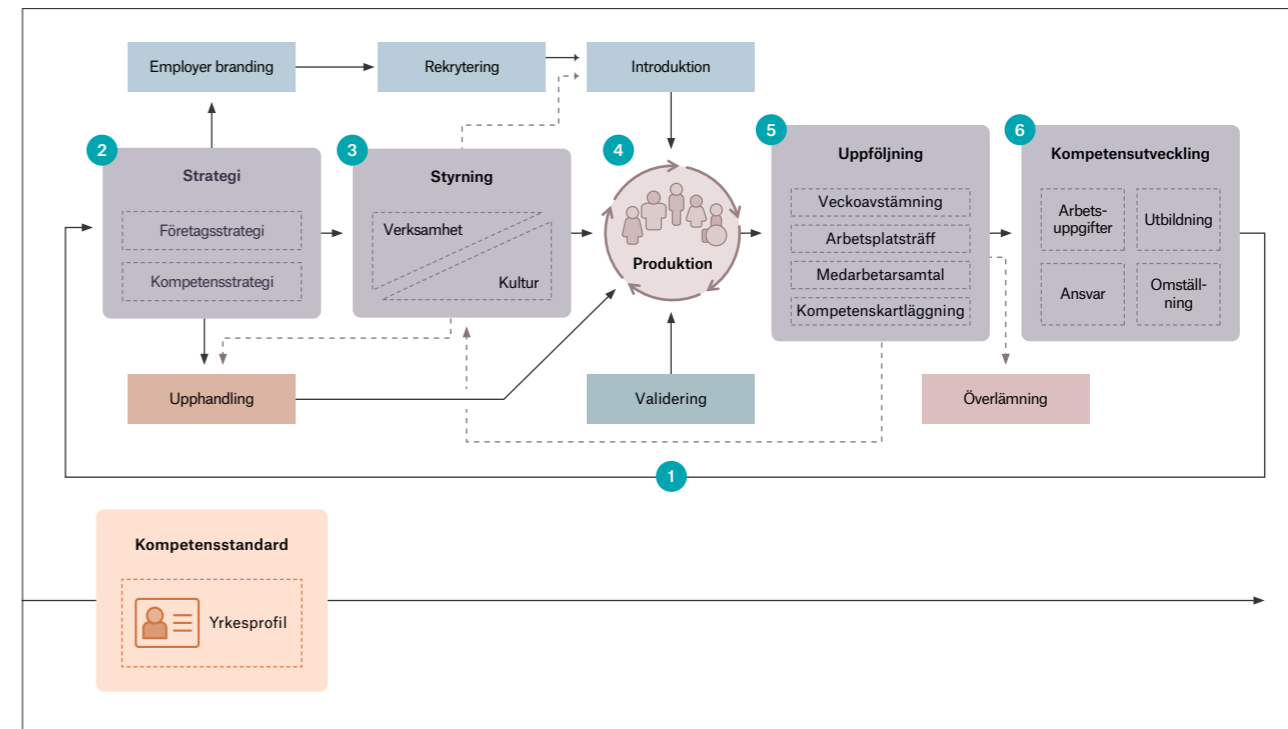 Employer branding
Rekrytering
Introduktion
2
Strategi
Företagsstrategi
Kompetensstrategi
3
Styrning
Verksamhet
Kultur
4
Produktion
5
Uppföljning
Veckoavstämning
Arbetsplatsträff
Medarbetarsamtal
Kompetenskartläggning
6
Kompetensutveckling
Arbets-
uppgifter
Utbildning
Ansvar
Omställ-
ning
Upphandling
Validering
Överlämning
1
Kompetensstandard
Yrkesprofil